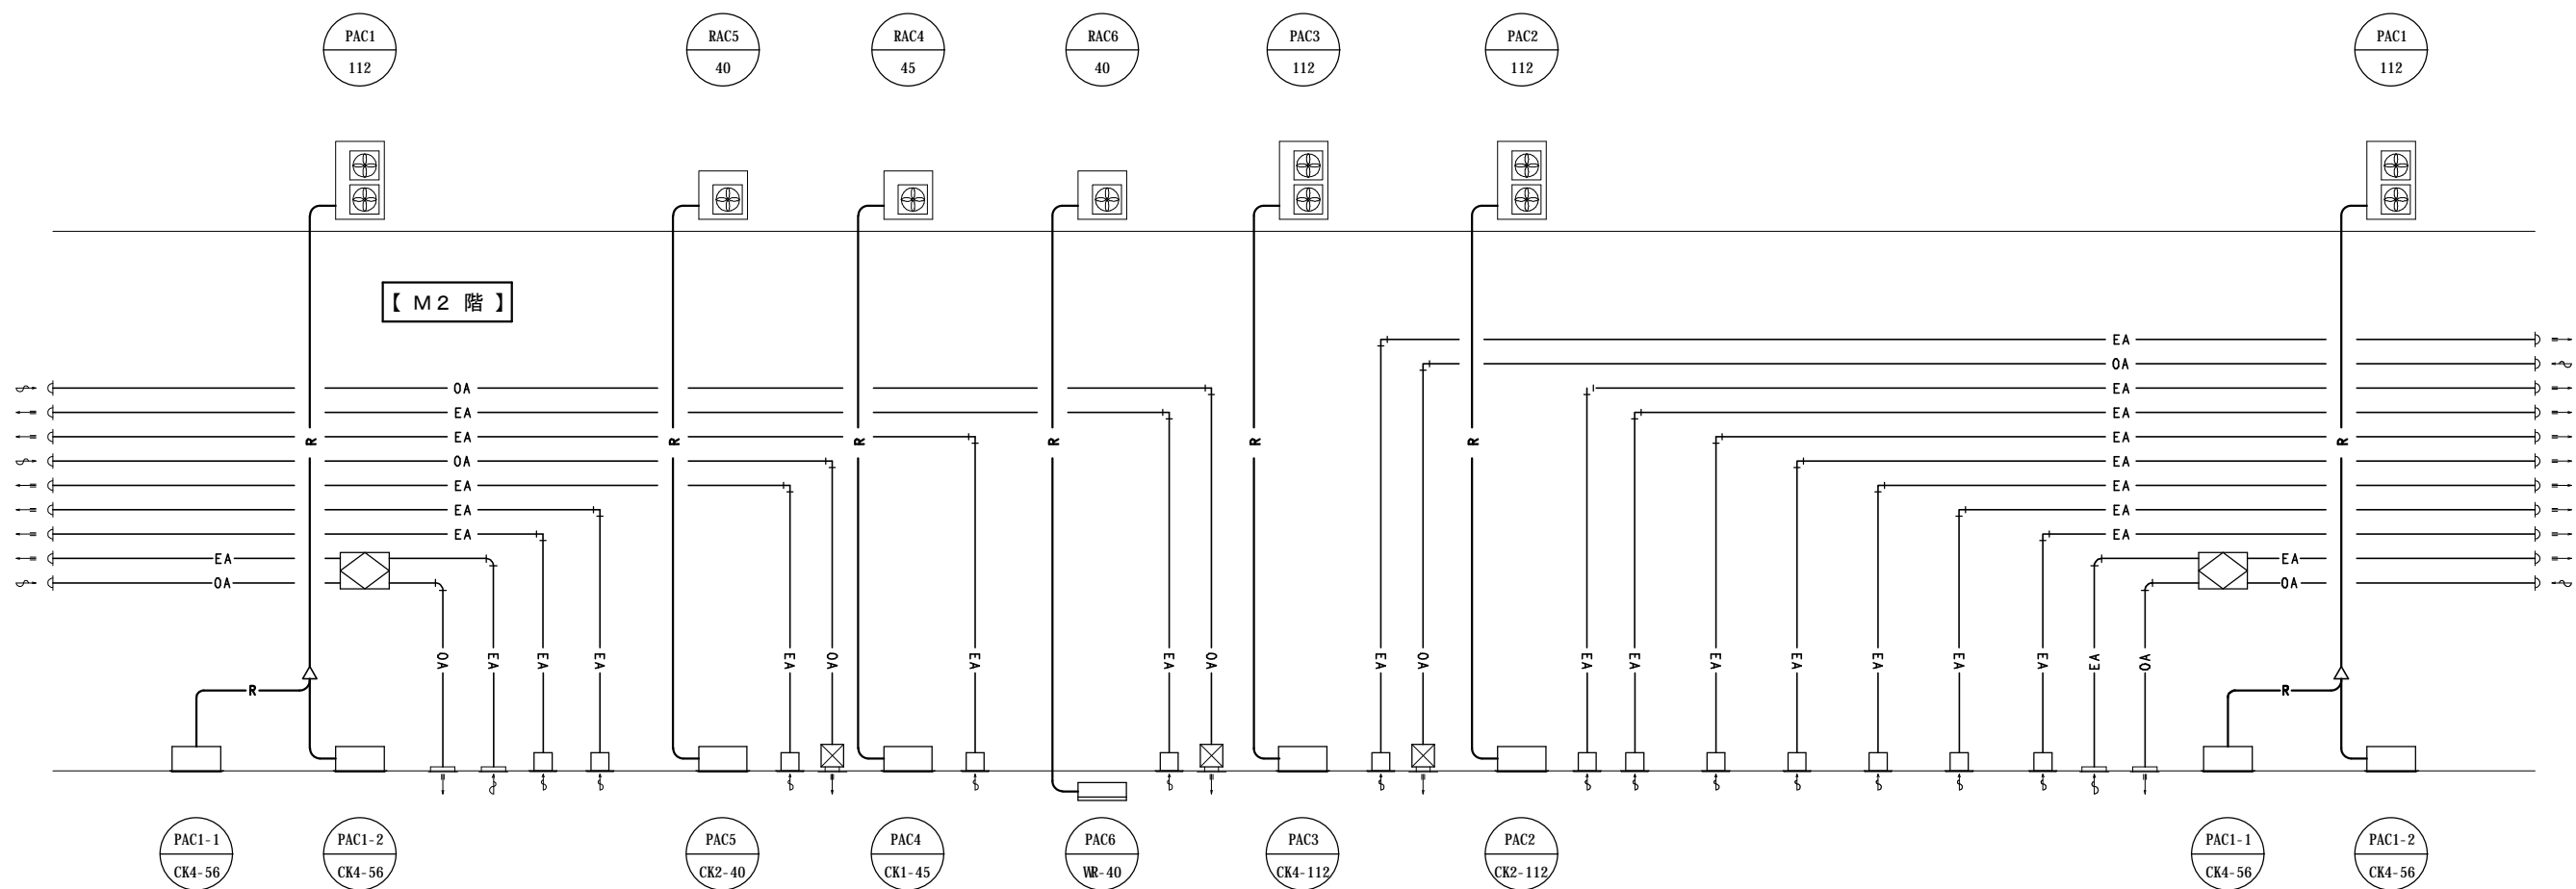 PAC1
112
RAC5
40
RAC4
45
RAC6
40
PAC3
112
PAC2
112
PAC1
112
【 M2 階 】
EA
OA
OA
EA
EA
EA
R
R
R
R
R
R
R
EA
EA
OA
EA
EA
EA
EA
EA
EA
EA
EA
EA
OA
OA
OA
EA
EA
EA
EA
OA
EA
EA
OA
EA
OA
EA
EA
EA
EA
EA
EA
EA
EA
OA
R
R
PAC1-1
CK4-56
PAC1-2
CK4-56
PAC5
CK2-40
PAC4
CK1-45
PAC6
WR-40
PAC3
CK4-112
PAC2
CK2-112
PAC1-1
CK4-56
PAC1-2
CK4-56